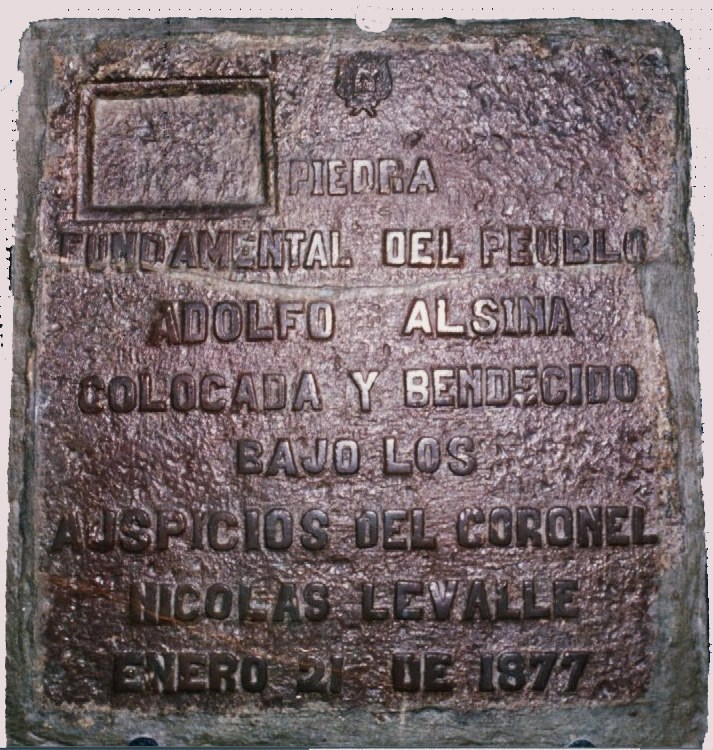 PIEDRA
FUNDAMENTAL DEL PEUBLO
ADOLFO ALSINA
COLOCADA Y BENDECIDO
BAJO LOS
AUSPICIOS DEL CORONEL
NICOLAS LEVALLE
ENERO 21 DE 1877